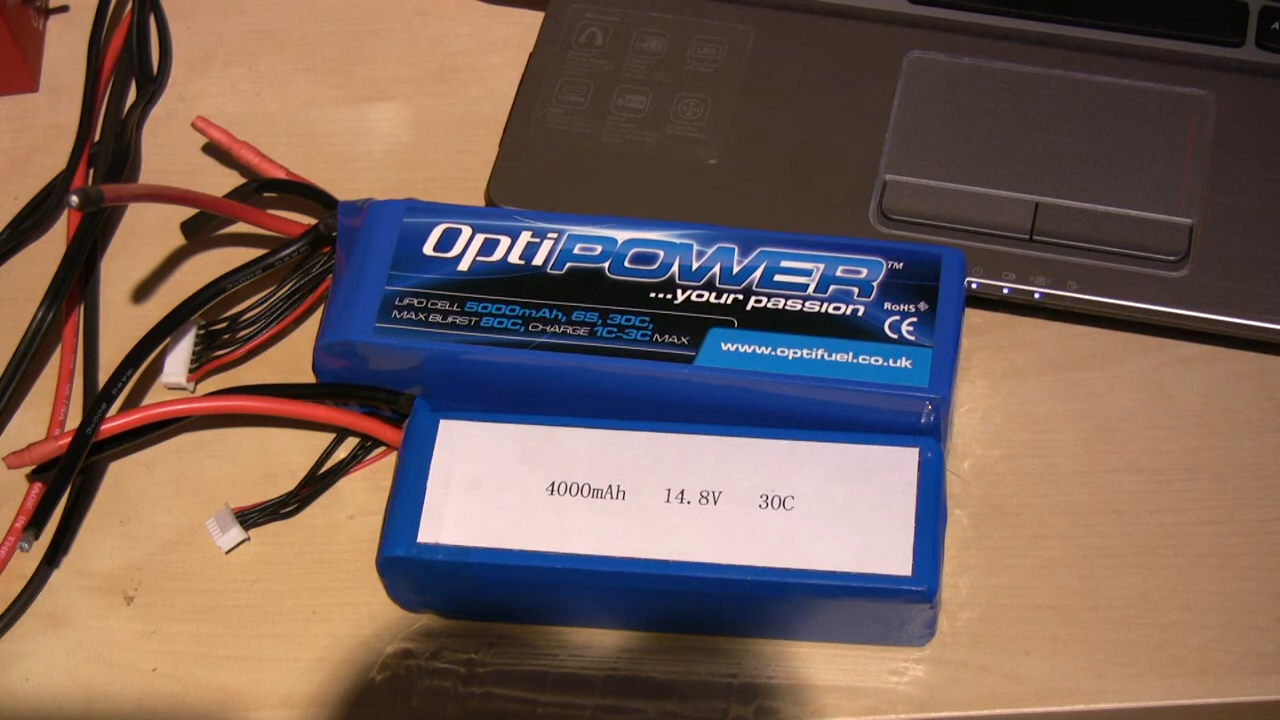 OptiPOWER™
...your passion
LIPO CELL 5000mAh, 6S, 30C,
MAX BURST 80C, CHARGE 1C-3C MAX
RoHS
CE
www.optifuel.co.uk
4000mAh 14.8V 30C